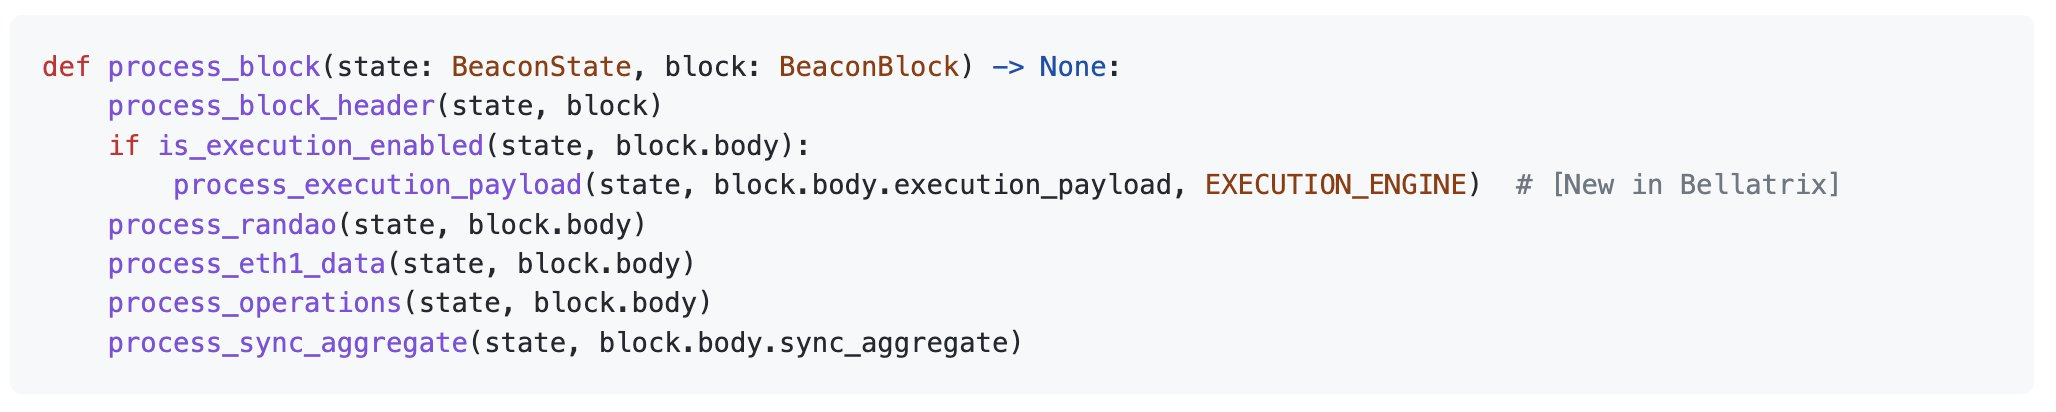 def process_block(state: BeaconState, block: BeaconBlock) -> None:
    process_block_header(state, block)
    if is_execution_enabled(state, block.body):
        process_execution_payload(state, block.body.execution_payload, EXECUTION_ENGINE)  # [New in Bellatrix]
    process_randao(state, block.body)
    process_eth1_data(state, block.body)
    process_operations(state, block.body)
    process_sync_aggregate(state, block.body.sync_aggregate)